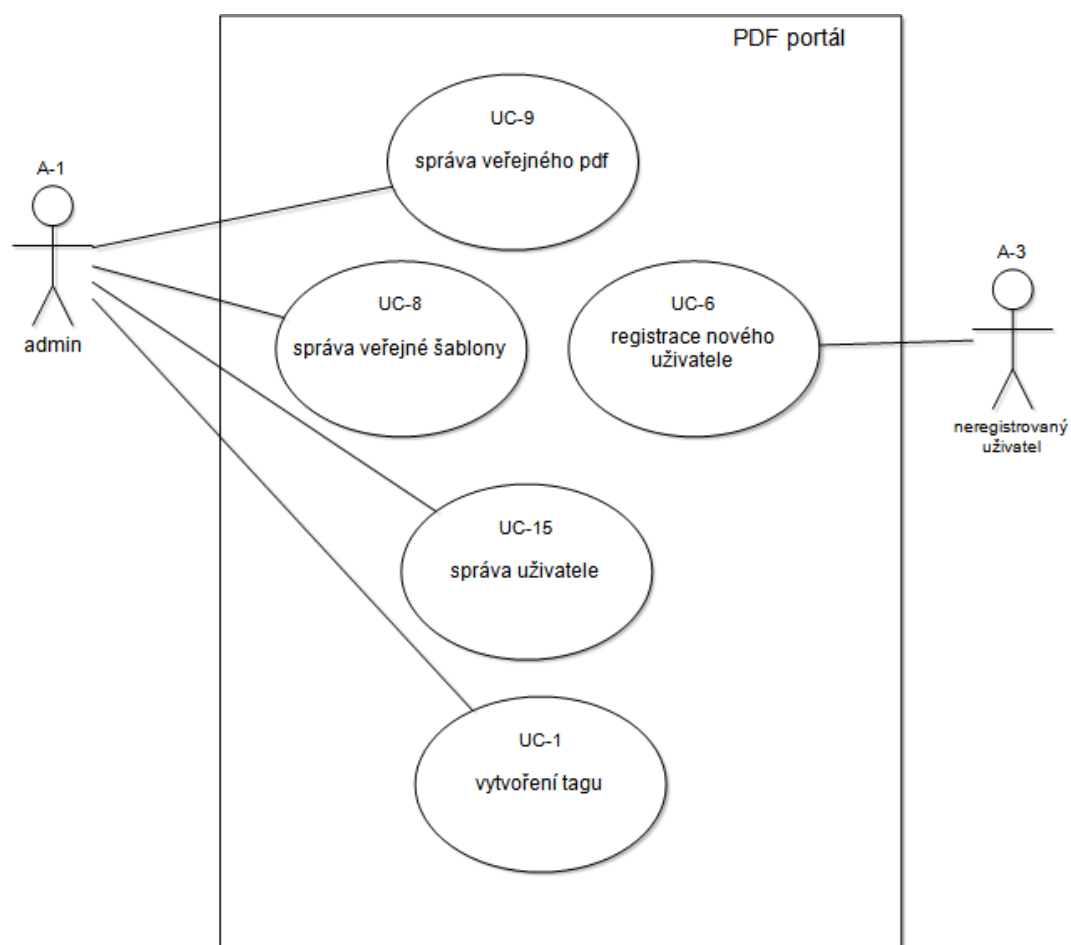 PDF portál
UC-9
správa veřejného pdf
A-1
admin
UC-8
správa veřejné šablony
UC-6
registrace nového
uživatele
A-3
neregistrovaný
uživatel
UC-15
správa uživatele
UC-1
vytvoření tagu